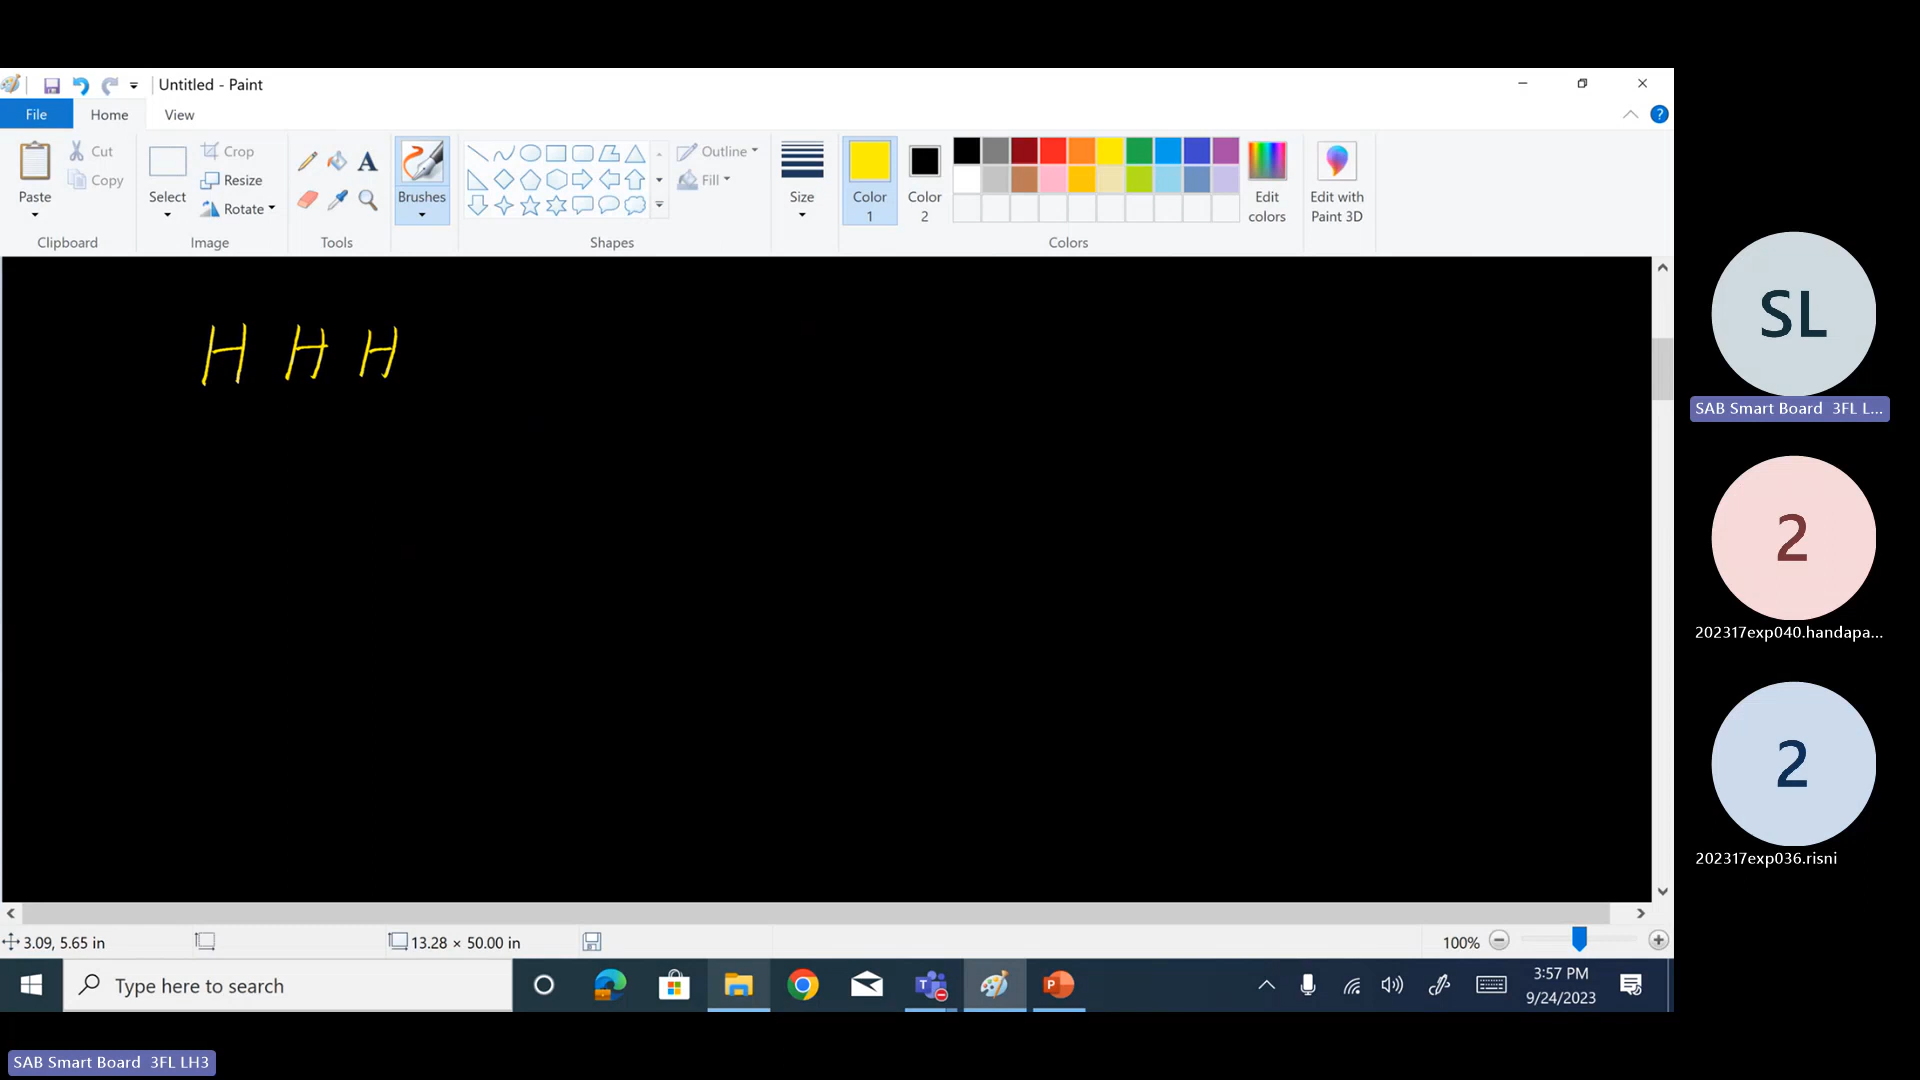 Untitled - Paint
File Home View
Paste
Cut
Copy
Clipboard
Select
Crop
Resize
Rotate
Image
Tools
Brushes
Shapes
Outline
Fill
Size
Color 1
Color 2
Colors
Edit colors
Edit with Paint 3D
H H H
SL
SAB Smart Board 3FL L...
2
202317exp040.handapa...
2
202317exp036.risni
3.09, 5.65 in
13.28 × 50.00 in
100%
Type here to search
3:57 PM
9/24/2023
SAB Smart Board 3FL LH3